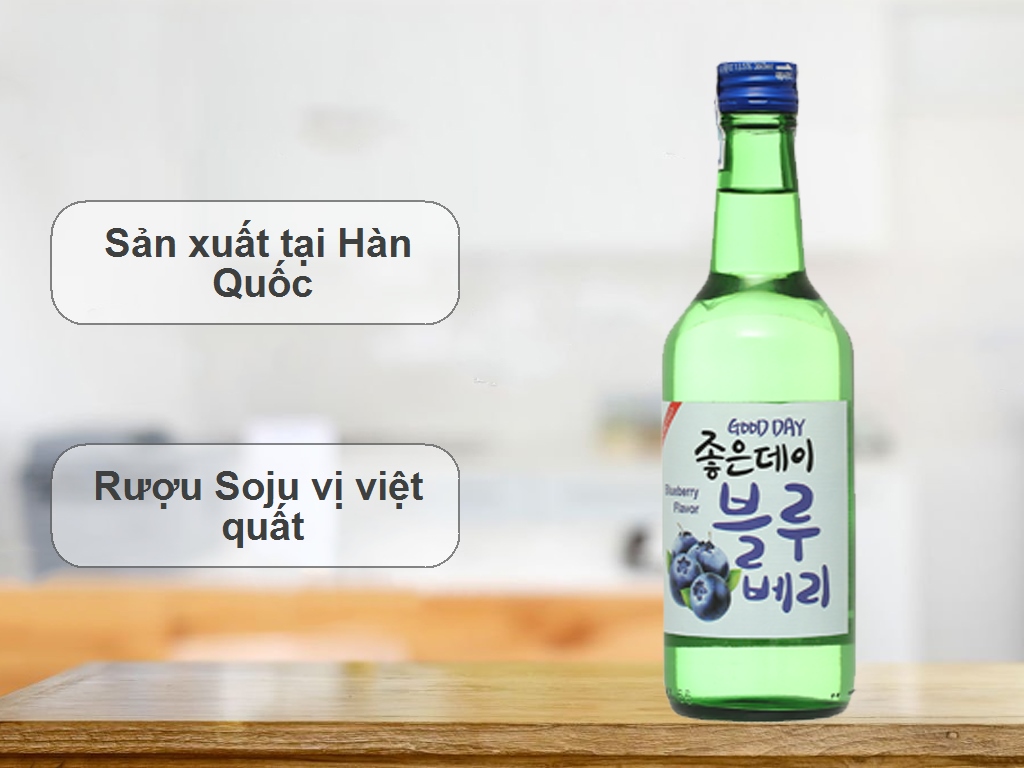 Sản xuất tại Hàn
Quốc
Rượu Soju vị việt
quất
GOOD DAY
좋은데이
Blueberry
Flavor
블루
베리